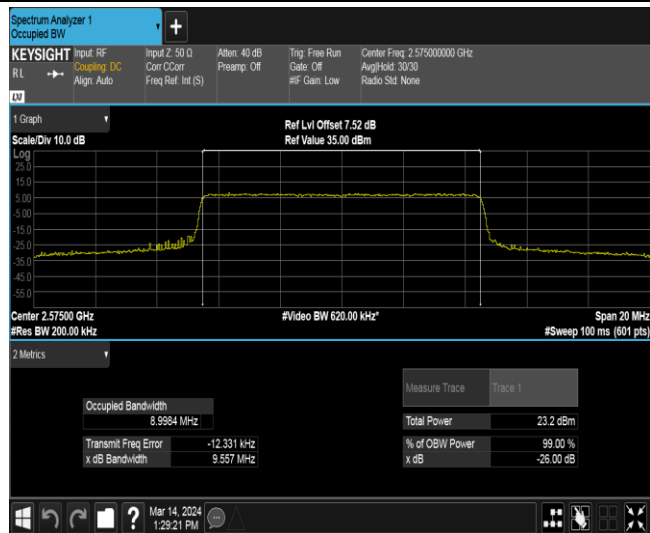 Spectrum Analyzer 1
Occupied BW
+
KEYSIGHT
RL
LXI
Input: RF
Coupling: DC
Align: Auto
Input Z: 50 Ω
Corr CCorr
Freq Ref: Int (S)
Atten: 40 dB
Preamp: Off
Trig: Free Run
Gate: Off
#IF Gain: Low
Center Freq: 2.575000000 GHz
Avg|Hold: 30/30
Radio Std: None
1 Graph
Scale/Div 10.0 dB
Ref Lvl Offset 7.52 dB
Ref Value 35.00 dBm
Log
25.0
15.0
5.00
-5.00
-15.0
-25.0
-35.0
-45.0
-55.0
Center 2.57500 GHz
#Video BW 620.00 kHz*
Span 20 MHz
#Res BW 200.00 kHz
#Sweep 100 ms (601 pts)
2 Metrics
Measure Trace Trace 1
Occupied Bandwidth
8.9984 MHz
Total Power 23.2 dBm
Transmit Freq Error -12.331 kHz
% of OBW Power 99.00 %
x dB Bandwidth 9.557 MHz
x dB -26.00 dB
?
Mar 14, 2024
1:29:21 PM